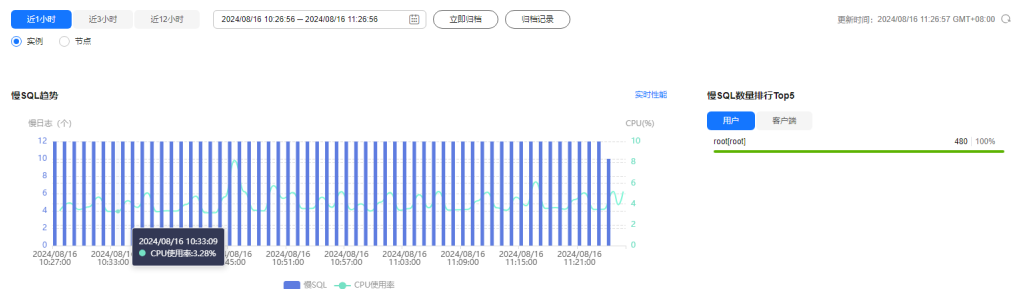 近1小时 近3小时 近12小时 2024/08/16 10:26:56 — 2024/08/16 11:26:56 立即归档 归档记录 更新时间：2024/08/16 11:26:57 GMT+08:00
实例 节点
慢SQL趋势 实时性能
慢日志（个） CPU(%)
12 10
10 8
8 6
6 4
4 2
2 0
0
2024/08/16 10:33:09
CPU使用率:3.28%
2024/08/16 10:27:00
2024/08/16 10:33:00
45:00
2024/08/16 10:51:00
2024/08/16 10:57:00
2024/08/16 11:03:00
2024/08/16 11:09:00
2024/08/16 11:15:00
2024/08/16 11:21:00
慢SQL CPU使用率
慢SQL数量排行Top5
用户 客户端
root[root] 480 100%